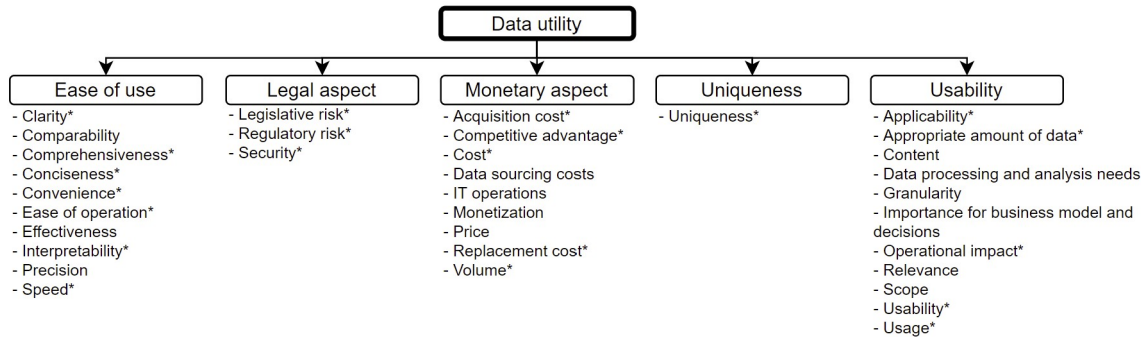 Data utility
Ease of use
- Clarity*
- Comparability
- Comprehensiveness*
- Conciseness*
- Convenience*
- Ease of operation*
- Effectiveness
- Interpretability*
- Precision
- Speed*
Legal aspect
- Legislative risk*
- Regulatory risk*
- Security*
Monetary aspect
- Acquisition cost*
- Competitive advantage*
- Cost*
- Data sourcing costs
- IT operations
- Monetization
- Price
- Replacement cost*
- Volume*
Uniqueness
- Uniqueness*
Usability
- Applicability*
- Appropriate amount of data*
- Content
- Data processing and analysis needs
- Granularity
- Importance for business model and
decisions
- Operational impact*
- Relevance
- Scope
- Usability*
- Usage*